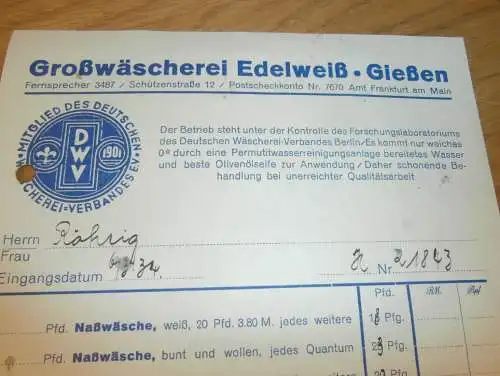 Großwäscherei Edelweiß • Gießen
Fernsprecher 3487 / Schützenstraße 12 / Postscheckkonto Nr. 7670 Amt Frankfurt am Main
MITGLIED DES DEUTSCHEN WÄSCHEREI-VERBANDES E.V.
DWV
1901
Der Betrieb steht unter der Kontrolle des Forschungslaboratoriums
des Deutschen Wäscherei-Verbandes Berlin/Es kommt nur weiches
0° durch eine Permutitwasserreinigungsanlage bereitetes Wasser
und beste Olivenölseife zur Anwendung/Daher schonende Be-
handlung bei unerreichter Qualitätsarbeit.
Herrn Röhrig
Frau
Eingangsdatum 34. Nr.
Pfd. RM. Ppf.
Pfd. Naßwäsche, weiß, 20 Pfd. 3.80 M. jedes weitere Pfg.
Pfd. Naßwäsche, bunt und wollen, jedes Quantum Pfg.